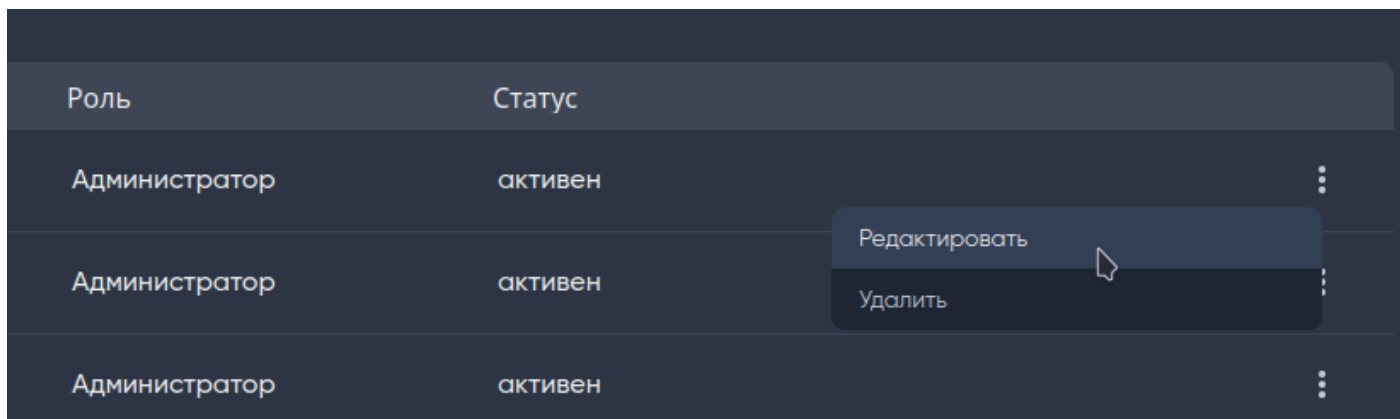 Роль Статус
Администратор активен
Редактировать
Администратор активен
Удалить
Администратор активен